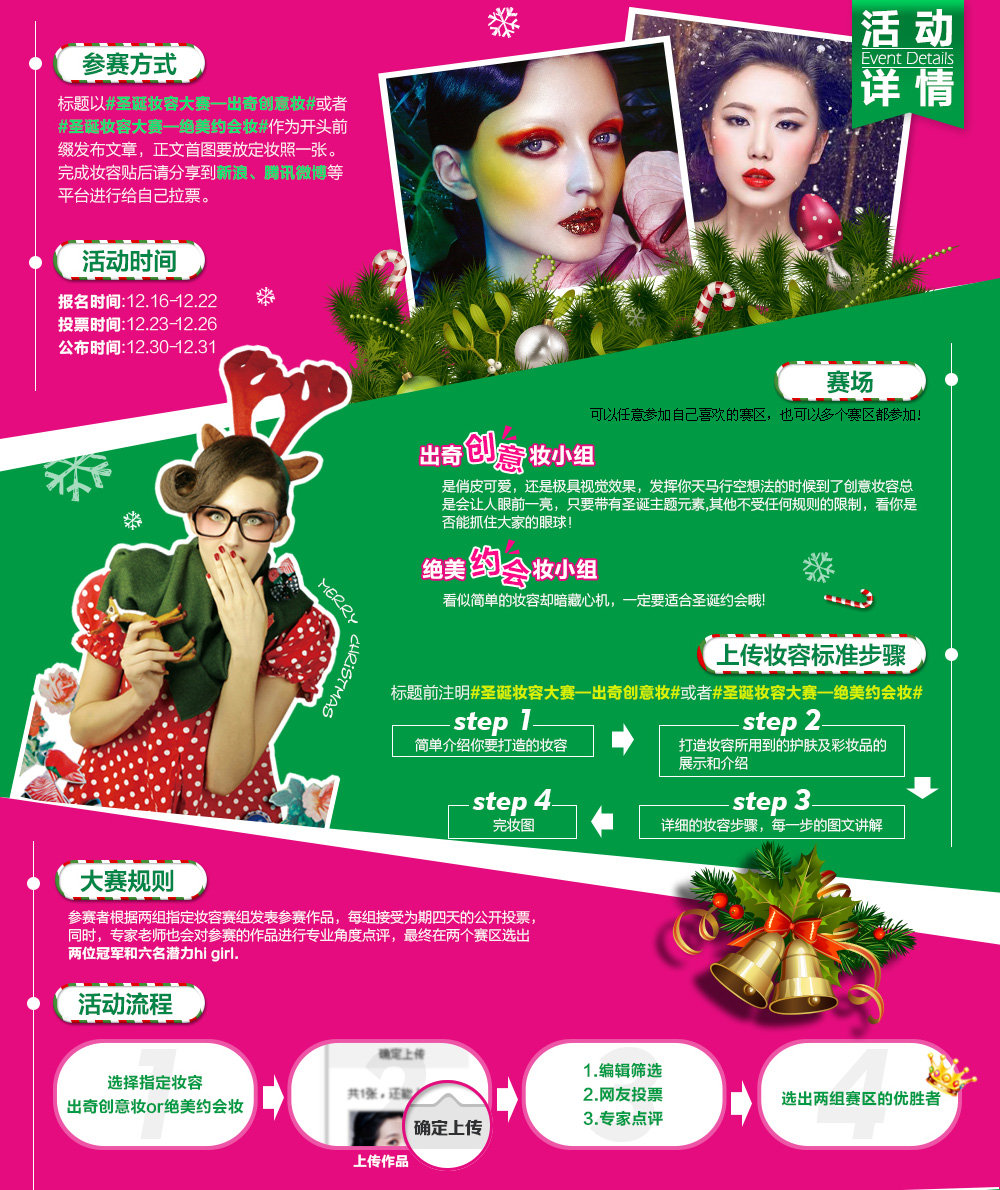 活动
Event Details
详情
参赛方式
标题以#圣诞妆容大赛—出奇创意妆#或者
#圣诞妆容大赛—绝美约会妆#作为开头前
缀发布文章，正文首图要放定妆照一张。
完成妆容贴后请分享到新浪、腾讯微博等
平台进行给自己拉票。
活动时间
报名时间:12.16-12.22
投票时间:12.23-12.26
公布时间:12.30-12.31
赛场
可以任意参加自己喜欢的赛区，也可以多个赛区都参加!
出奇创意妆小组
是俏皮可爱，还是极具视觉效果，发挥你天马行空想法的时候到了创意妆容总
是会让人眼前一亮，只要带有圣诞主题元素,其他不受任何规则的限制，看你是
否能抓住大家的眼球!
绝美约会妆小组
看似简单的妆容却暗藏心机，一定要适合圣诞约会哦!
MERRY CHRISTMAS
上传妆容标准步骤
标题前注明#圣诞妆容大赛—出奇创意妆#或者#圣诞妆容大赛—绝美约会妆#
step 1
简单介绍你要打造的妆容
step 2
打造妆容所用到的护肤及彩妆品的
展示和介绍
step 3
详细的妆容步骤，每一步的图文讲解
step 4
完妆图
大赛规则
参赛者根据两组指定妆容赛组发表参赛作品，每组接受为期四天的公开投票，
同时，专家老师也会对参赛的作品进行专业角度点评，最终在两个赛区选出
两位冠军和六名潜力hi girl.
活动流程
1
选择指定妆容
出奇创意妆or绝美约会妆
2
确定上传
共1张，还能
确定上传
上传作品
3
1.编辑筛选
2.网友投票
3.专家点评
4
选出两组赛区的优胜者